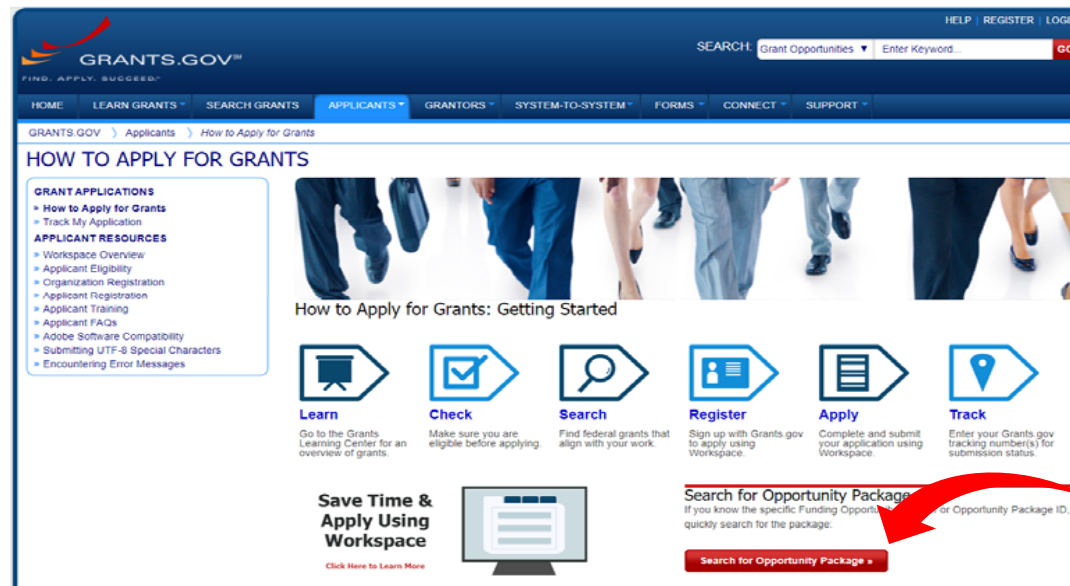 HELP | REGISTER | LOGI
GRANTS.GOV℠
FIND. APPLY. SUCCEED.℠
SEARCH: Grant Opportunities ▼ Enter Keyword... GO
HOME LEARN GRANTS SEARCH GRANTS APPLICANTS GRANTORS SYSTEM-TO-SYSTEM FORMS CONNECT SUPPORT
GRANTS.GOV 〉 Applicants 〉 How to Apply for Grants
HOW TO APPLY FOR GRANTS
GRANT APPLICATIONS
» How to Apply for Grants
» Track My Application
APPLICANT RESOURCES
» Workspace Overview
» Applicant Eligibility
» Organization Registration
» Applicant Registration
» Applicant Training
» Applicant FAQs
» Adobe Software Compatibility
» Submitting UTF-8 Special Characters
» Encountering Error Messages
How to Apply for Grants: Getting Started
Learn
Go to the Grants
Learning Center for an
overview of grants.
Check
Make sure you are
eligible before applying.
Search
Find federal grants that
align with your work.
Register
Sign up with Grants.gov
to apply using
Workspace.
Apply
Complete and submit
your application using
Workspace.
Track
Enter your Grants.gov
tracking number(s) for
submission status.
Save Time &
Apply Using
Workspace
Click Here to Learn More
Search for Opportunity Package
If you know the specific Funding Opportu or Opportunity Package ID,
quickly search for the package:
Search for Opportunity Package »